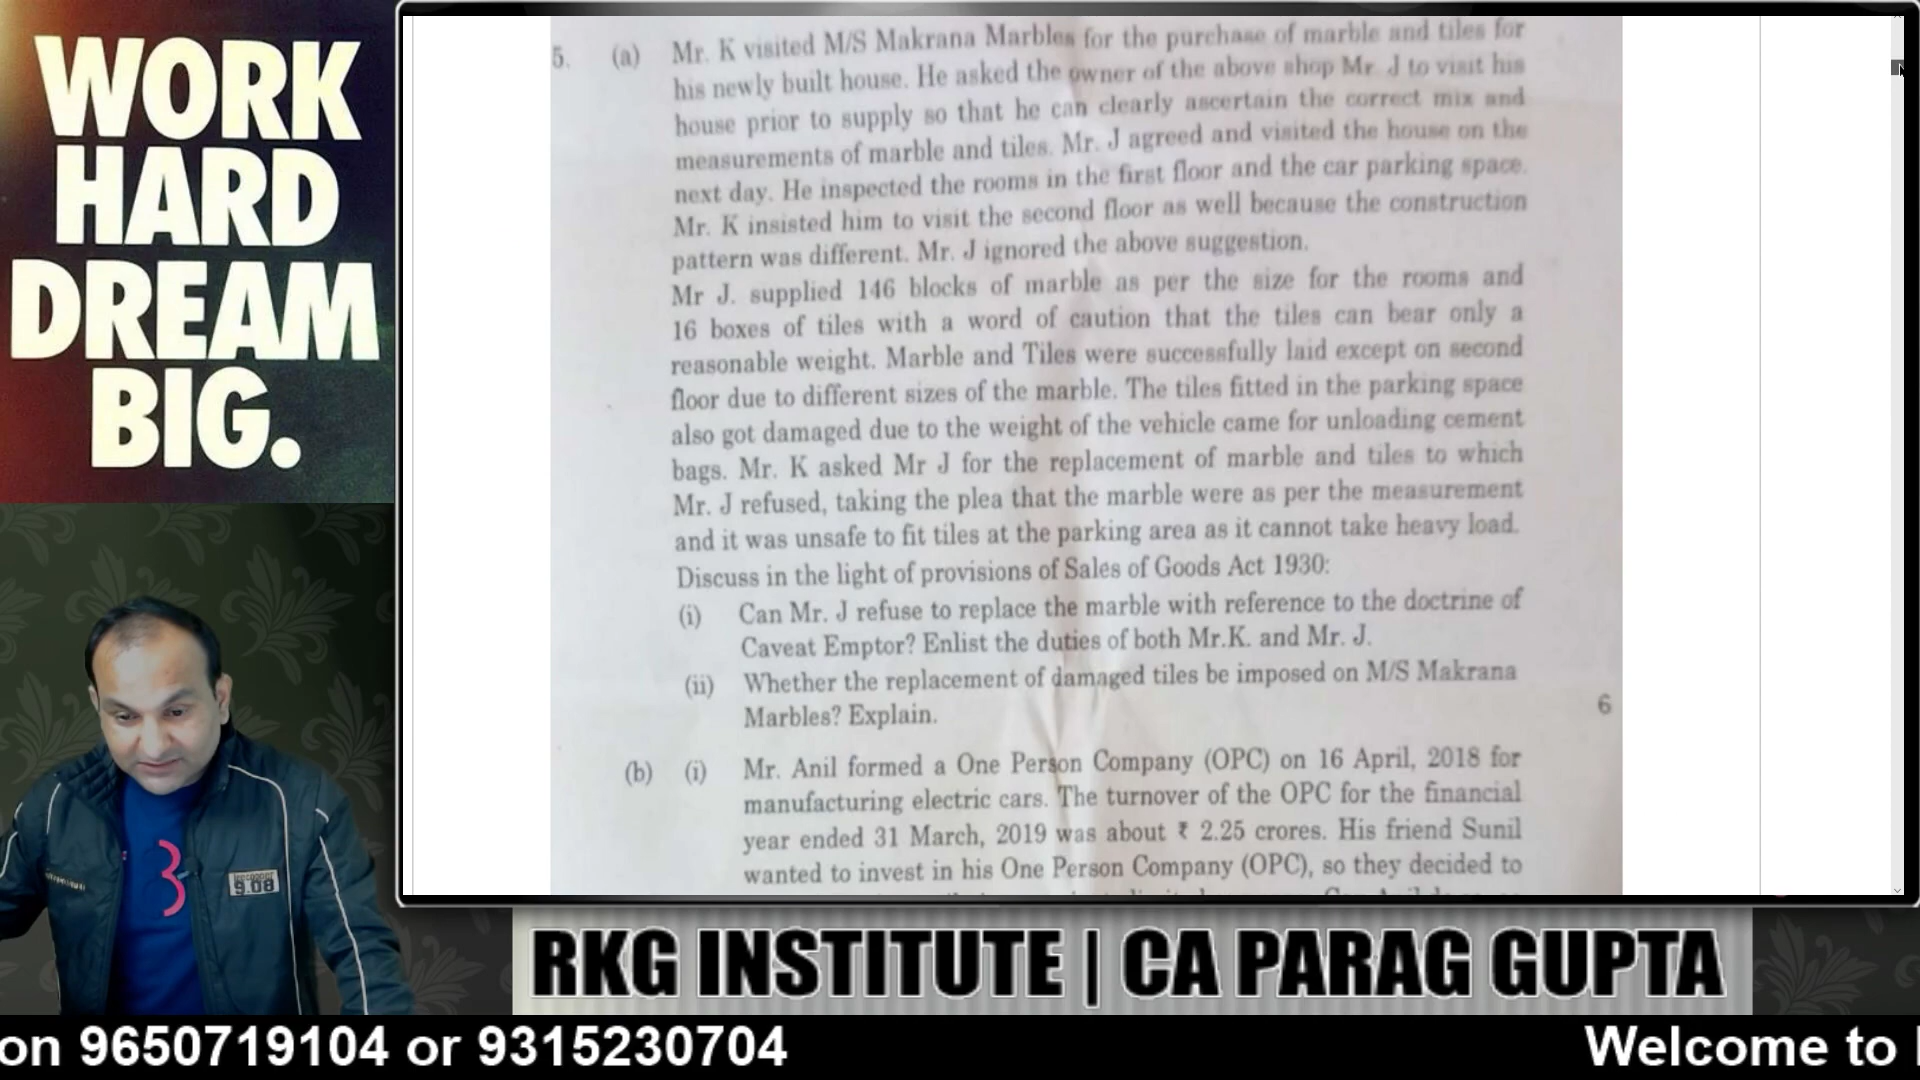 WORK
HARD
DREAM
BIG.
5. (a) Mr. K visited M/S Makrana Marbles for the purchase of marble and tiles for
his newly built house. He asked the owner of the above shop Mr. J to visit his
house prior to supply so that he can clearly ascertain the correct mix and
measurements of marble and tiles. Mr. J agreed and visited the house on the
next day. He inspected the rooms in the first floor and the car parking space.
Mr. K insisted him to visit the second floor as well because the construction
pattern was different. Mr. J ignored the above suggestion.
Mr J. supplied 146 blocks of marble as per the size for the rooms and
16 boxes of tiles with a word of caution that the tiles can bear only a
reasonable weight. Marble and Tiles were successfully laid except on second
floor due to different sizes of the marble. The tiles fitted in the parking space
also got damaged due to the weight of the vehicle came for unloading cement
bags. Mr. K asked Mr J for the replacement of marble and tiles to which
Mr. J refused, taking the plea that the marble were as per the measurement
and it was unsafe to fit tiles at the parking area as it cannot take heavy load.
Discuss in the light of provisions of Sales of Goods Act 1930:
(i) Can Mr. J refuse to replace the marble with reference to the doctrine of
Caveat Emptor? Enlist the duties of both Mr.K. and Mr. J.
(ii) Whether the replacement of damaged tiles be imposed on M/S Makrana
Marbles? Explain.
6
(b) (i) Mr. Anil formed a One Person Company (OPC) on 16 April, 2018 for
manufacturing electric cars. The turnover of the OPC for the financial
year ended 31 March, 2019 was about ₹ 2.25 crores. His friend Sunil
wanted to invest in his One Person Company (OPC), so they decided to
3
9.08
RKG INSTITUTE | CA PARAG GUPTA
on 9650719104 or 9315230704
Welcome to